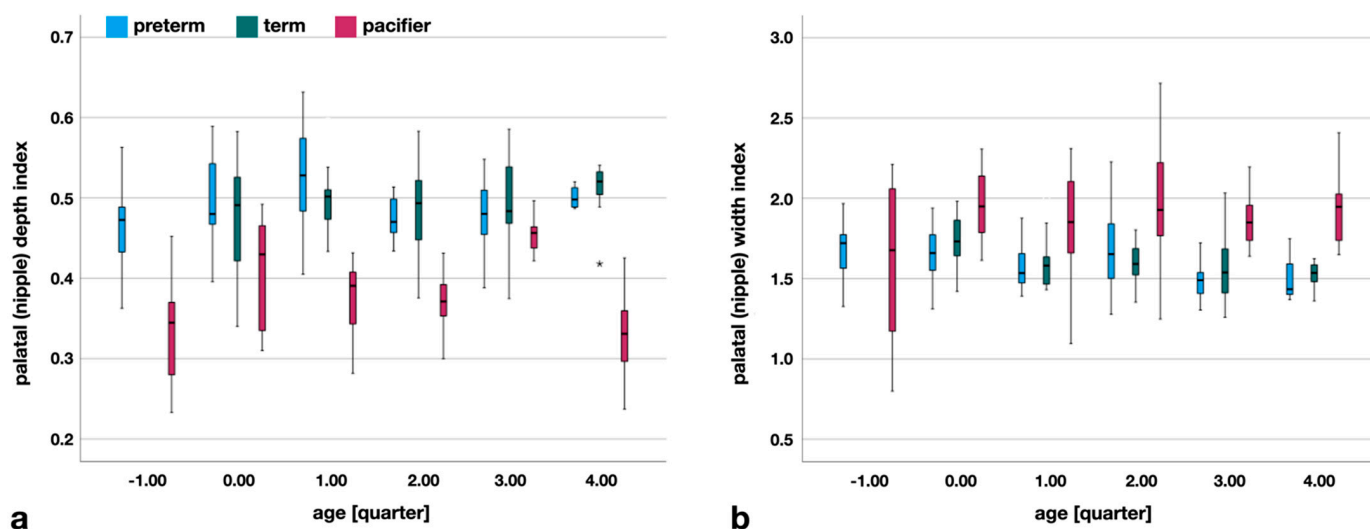 preterm term pacifier
palatal (nipple) depth index
0.7
0.6
0.5
0.4
0.3
0.2
-1.00 0.00 1.00 2.00 3.00 4.00
age [quarter]
a
palatal (nipple) width index
3.0
2.5
2.0
1.5
1.0
0.5
-1.00 0.00 1.00 2.00 3.00 4.00
age [quarter]
b